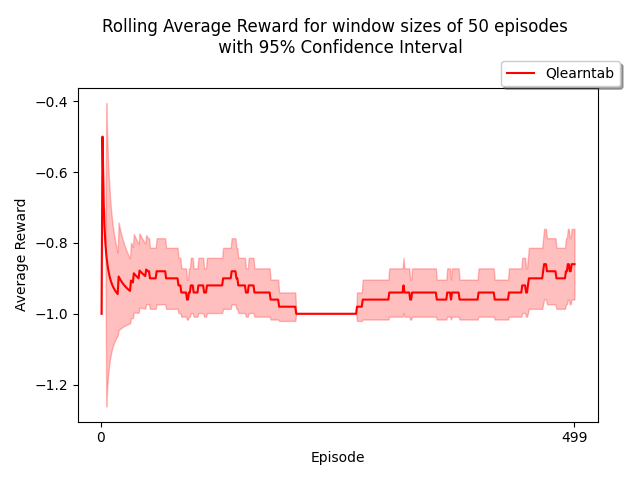 Rolling Average Reward for window sizes of 50 episodes
with 95% Confidence Interval
Qlearntab
−0.4
−0.6
−0.8
−1.0
−1.2
Average Reward
0
499
Episode